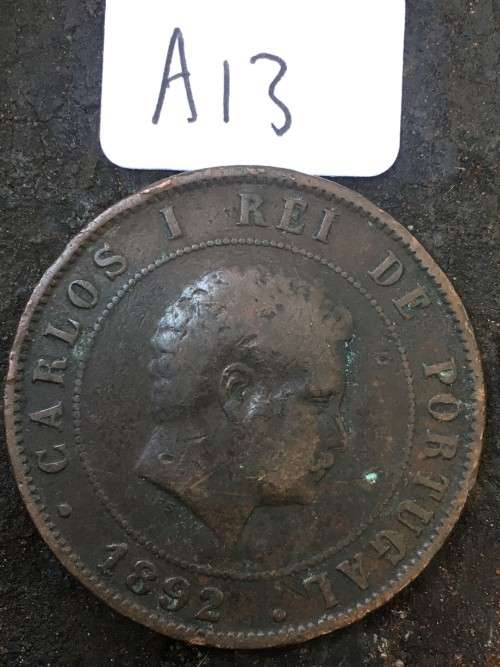 A13
· CARLOS I REI DE PORTUGAL ·
1892